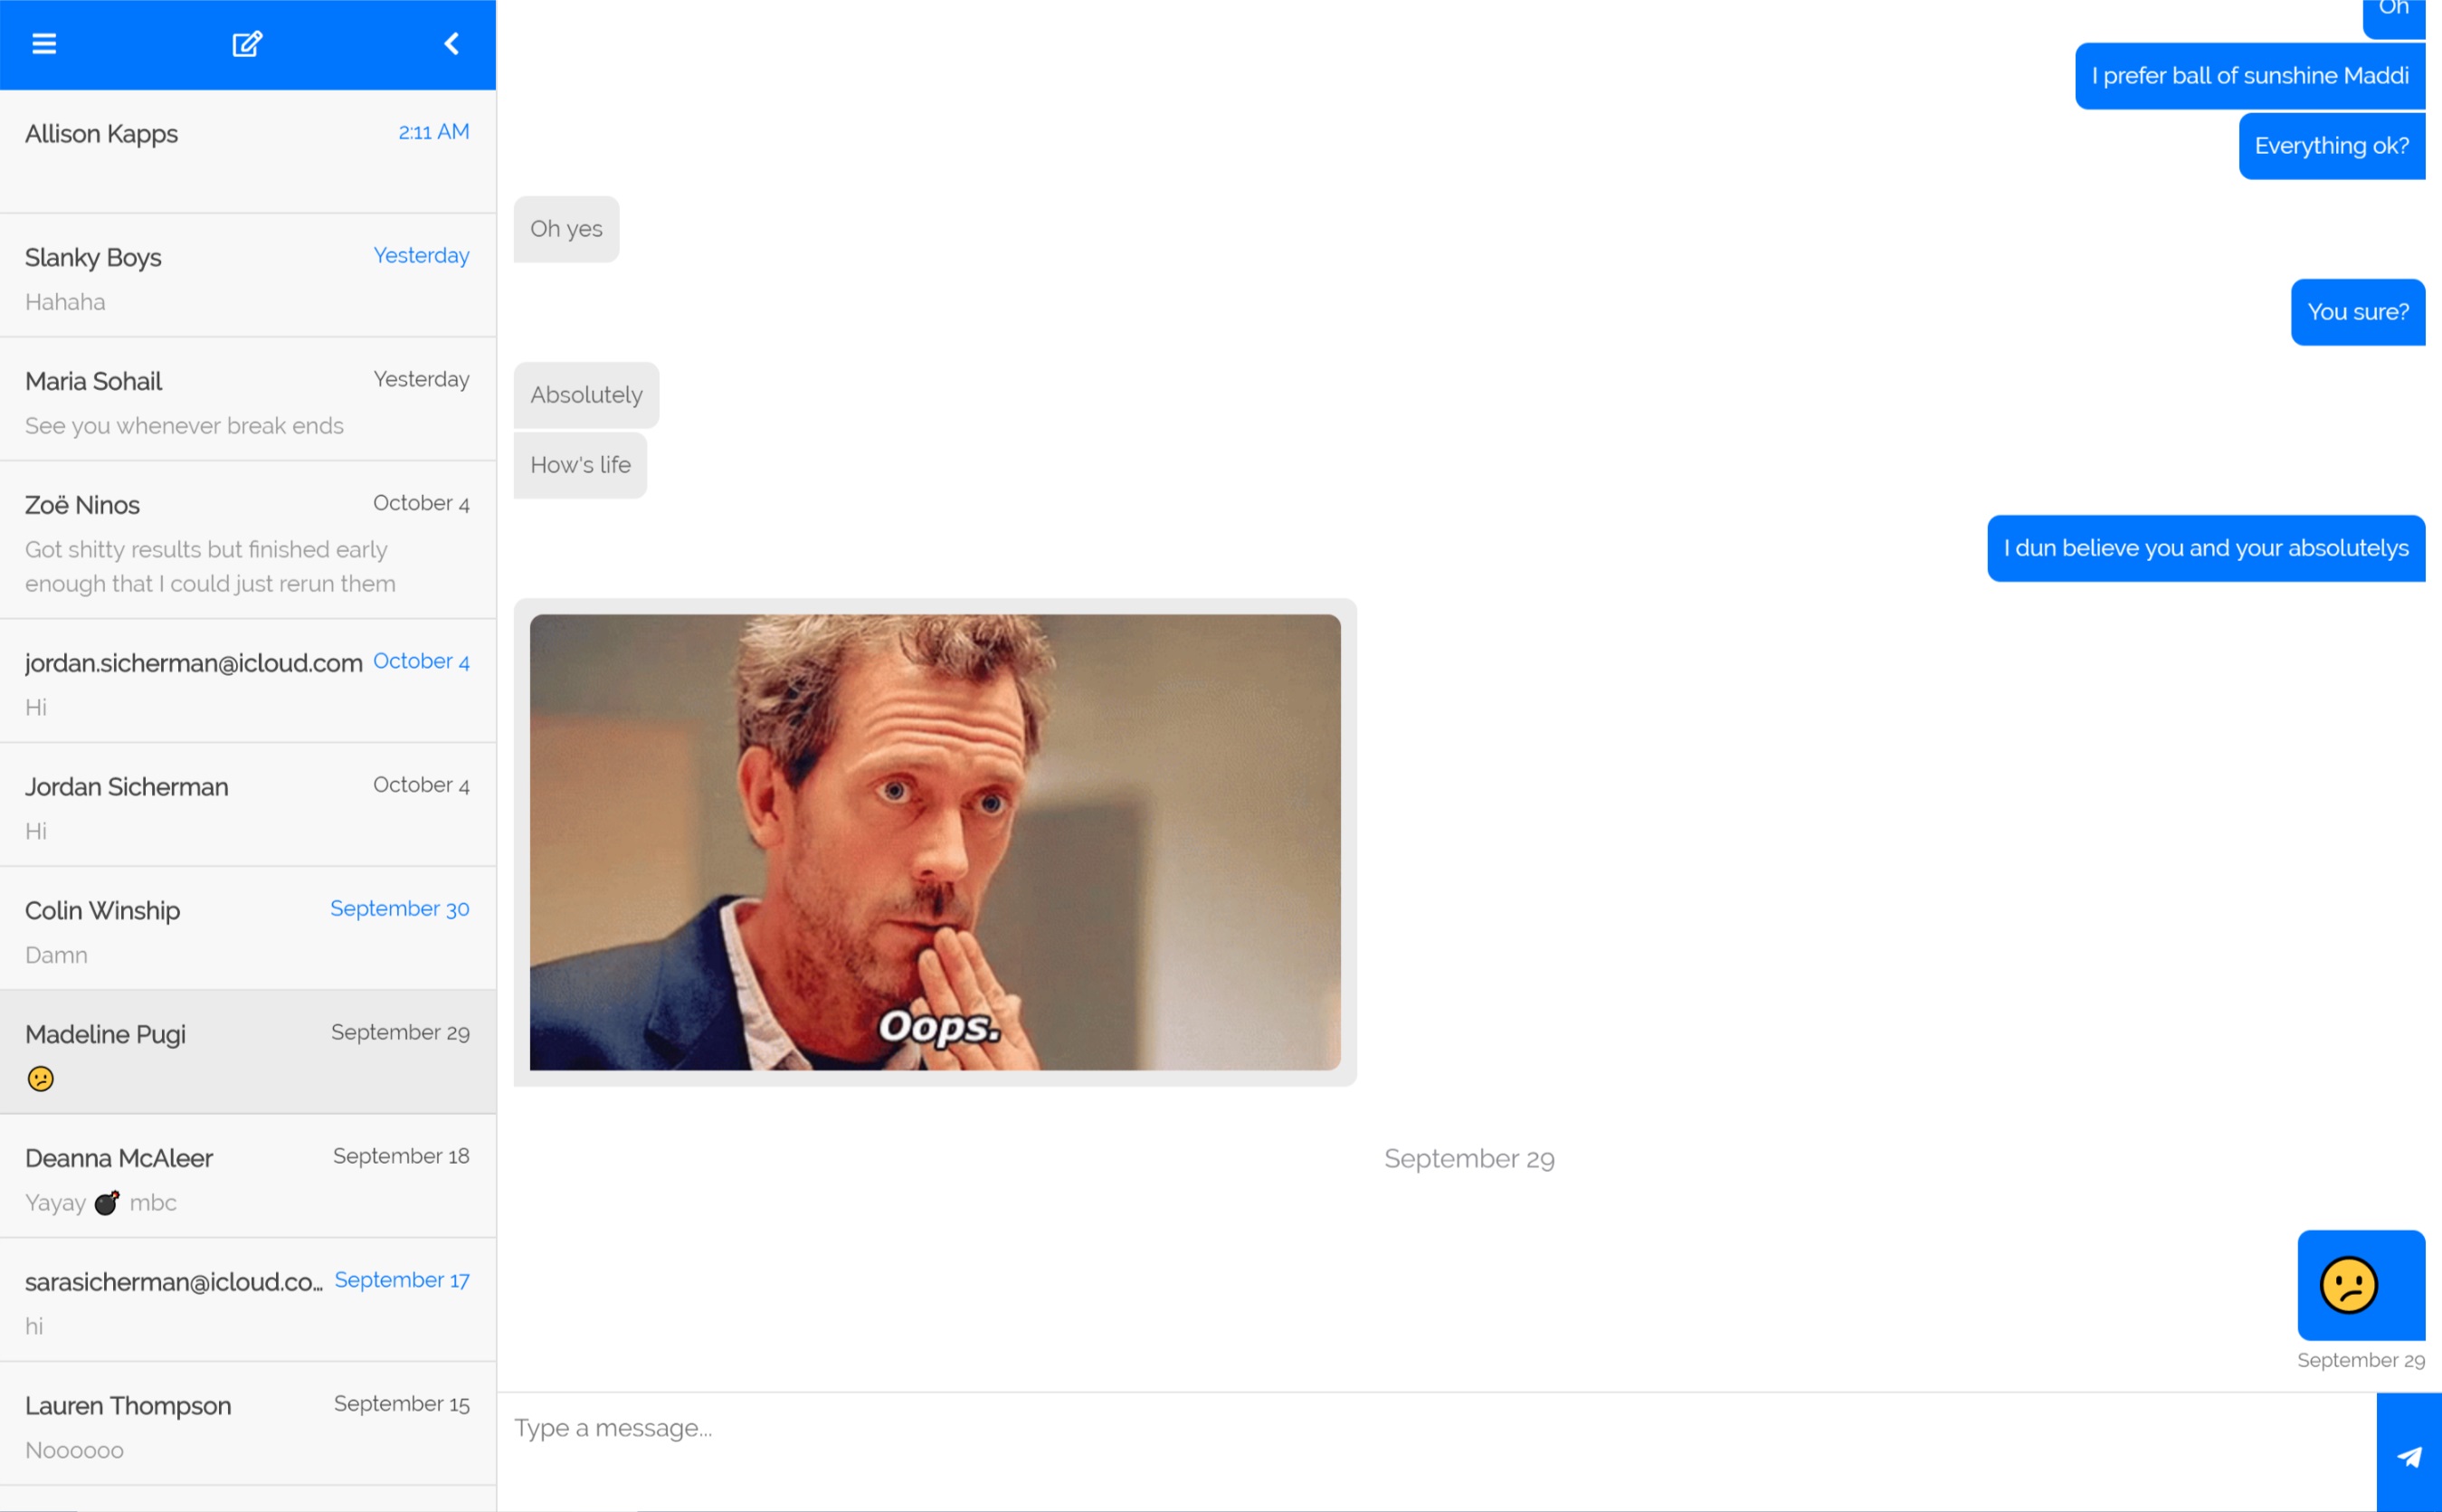 Allison Kapps
2:11 AM
Slanky Boys
Yesterday
Hahaha
Maria Sohail
Yesterday
See you whenever break ends
Zoë Ninos
October 4
Got shitty results but finished early
enough that I could just rerun them
jordan.sicherman@icloud.com
October 4
Hi
Jordan Sicherman
October 4
Hi
Colin Winship
September 30
Damn
Madeline Pugi
September 29
😕
Deanna McAleer
September 18
Yayay 💣 mbc
sarasicherman@icloud.co...
September 17
hi
Lauren Thompson
September 15
Noooooo
Oh
I prefer ball of sunshine Maddi
Everything ok?
Oh yes
You sure?
Absolutely
How's life
I dun believe you and your absolutelys
Oops.
September 29
😕
September 29
Type a message...